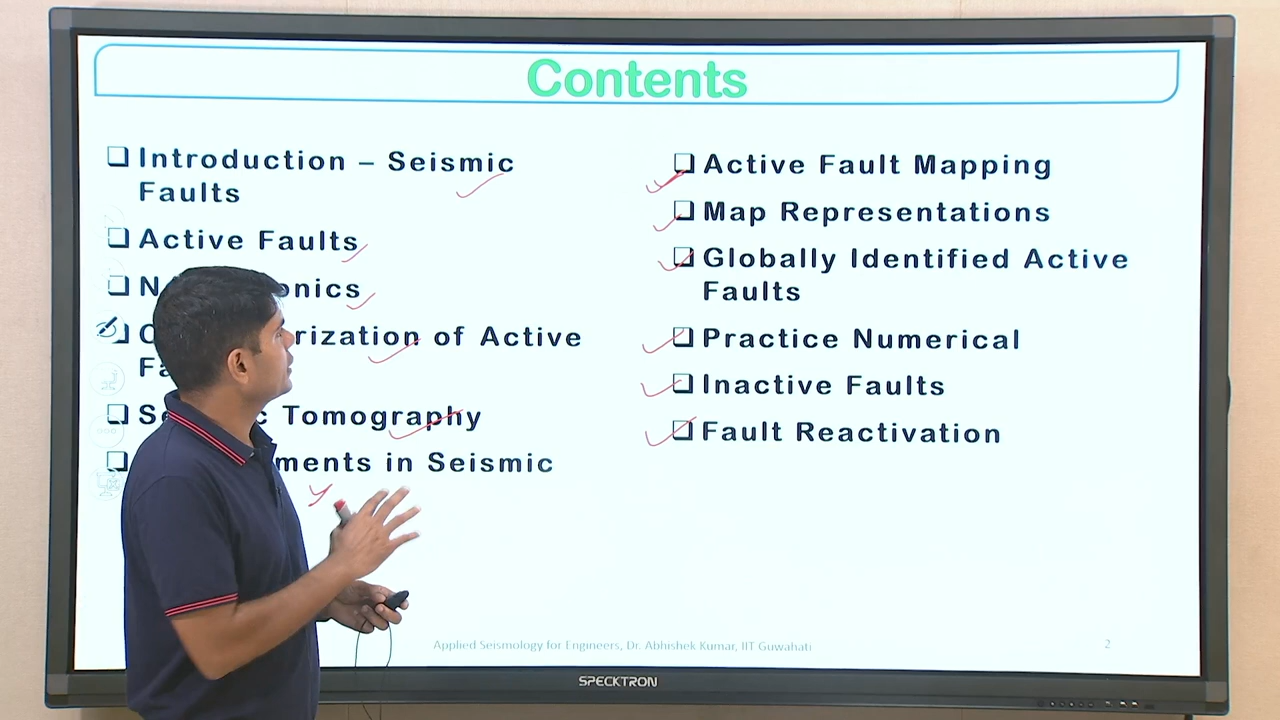 Contents
Introduction – Seismic
Faults
Active Faults
onics
rization of Active
Tomography
ments in Seismic
Active Fault Mapping
Map Representations
Globally Identified Active
Faults
Practice Numerical
Inactive Faults
Fault Reactivation
Applied Seismology for Engineers, Dr. Abhishek Kumar, IIT Guwahati
2
SPECKTRON